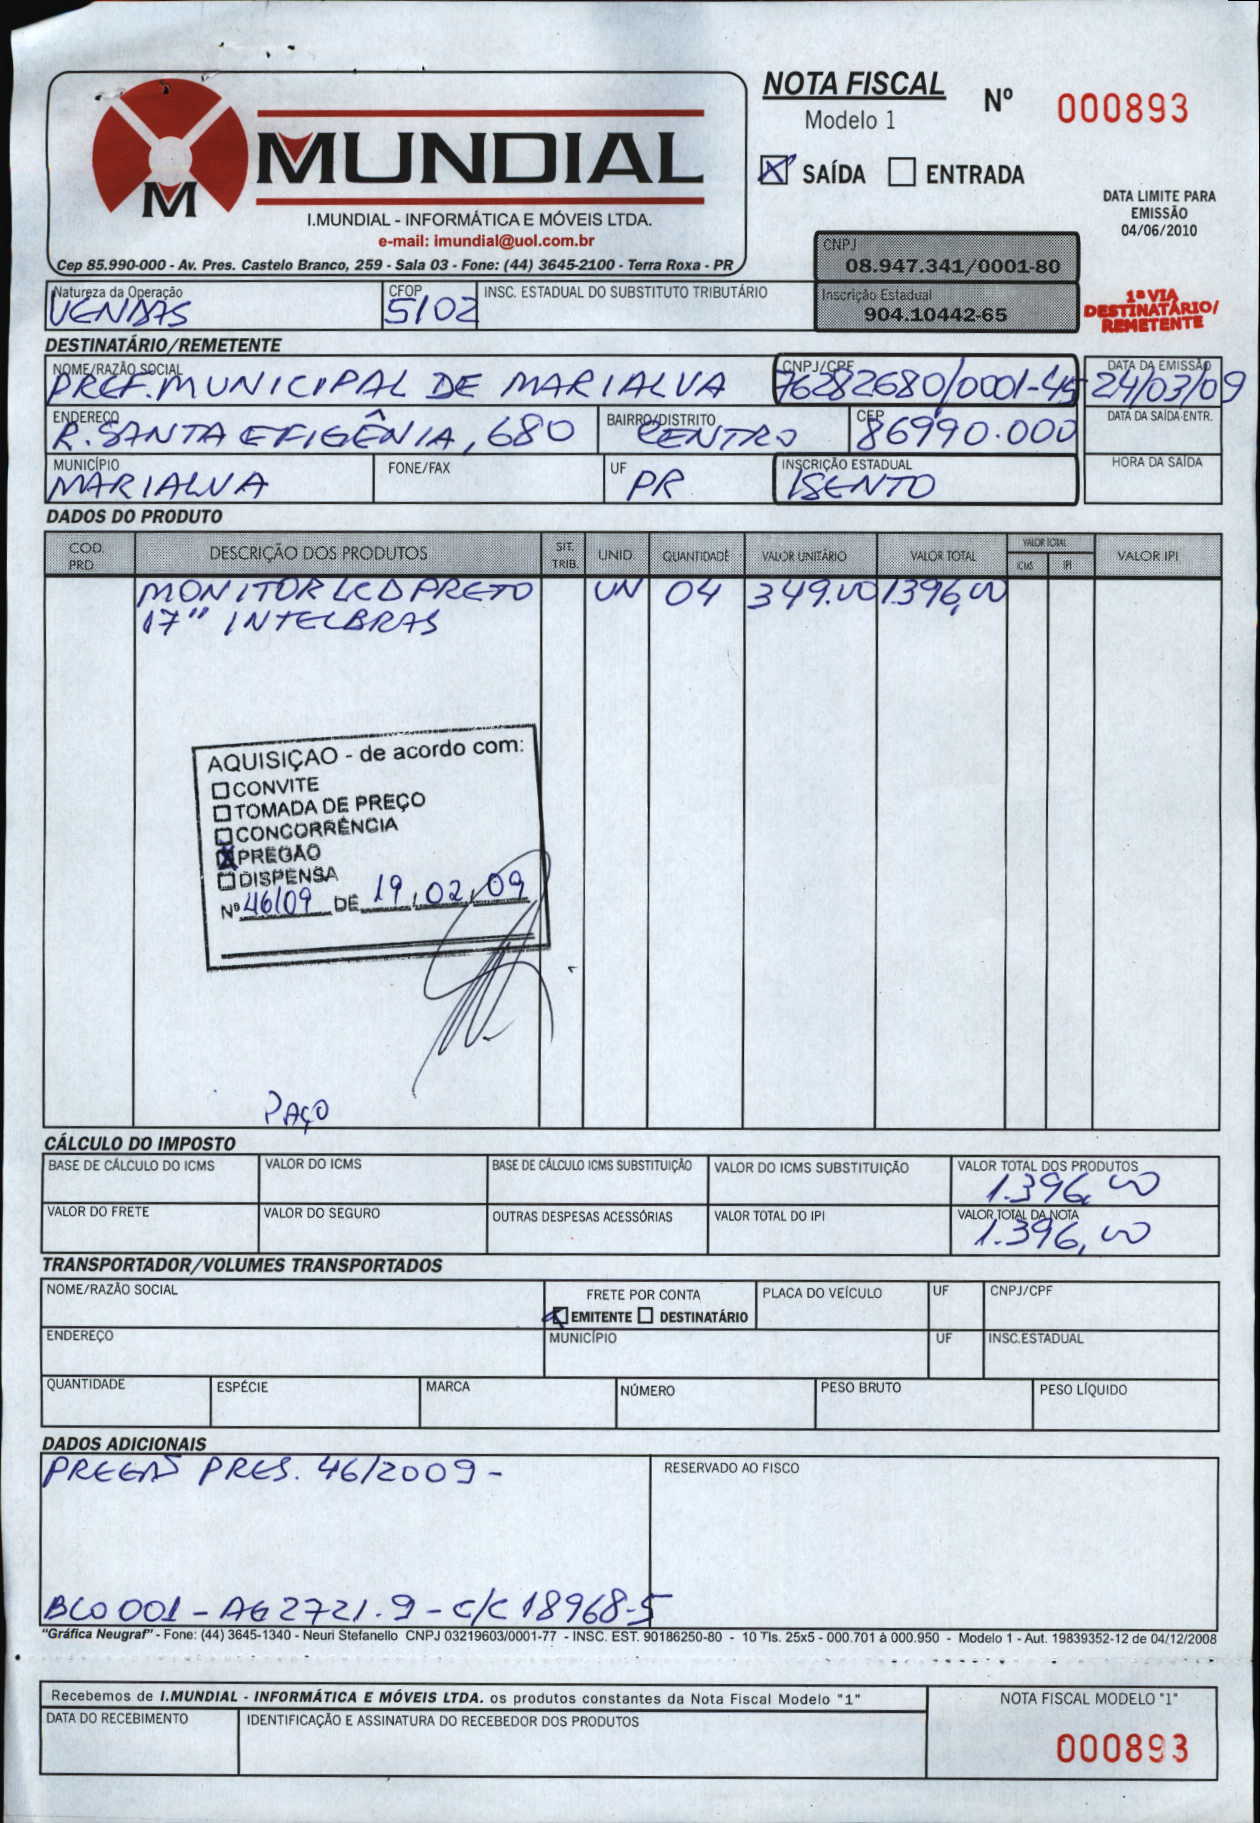 NOTA FISCAL Nº 000893
Modelo 1
X SAÍDA ENTRADA
DATA LIMITE PARA
EMISSÃO
04/06/2010
M
MUNDIAL
I.MUNDIAL - INFORMÁTICA E MÓVEIS LTDA.
e-mail: imundial@uol.com.br
Cep 85.990-000 - Av. Pres. Castelo Branco, 259 - Sala 03 - Fone: (44) 3645-2100 - Terra Roxa - PR
CNPJ
08.947.341/0001-80
Natureza da Operação CFOP INSC. ESTADUAL DO SUBSTITUTO TRIBUTÁRIO Inscrição Estadual
VENDAS 5102 904.10442-65
1ª VIA
DESTINATÁRIO/
REMETENTE
DESTINATÁRIO/REMETENTE
NOME/RAZÃO SOCIAL CNPJ/CPF DATA DA EMISSÃO
PREF. MUNICIPAL DE MARIALVA 76282680/0001-45 24/03/09
ENDEREÇO BAIRRO/DISTRITO CEP DATA DA SAÍDA-ENTR.
R. SANTA EFIGÊNIA, 680 CENTRO 86990.000
MUNICÍPIO FONE/FAX UF INSCRIÇÃO ESTADUAL HORA DA SAÍDA
MARIALVA PR ISENTO
DADOS DO PRODUTO
COD. PRD DESCRIÇÃO DOS PRODUTOS SIT. TRIB. UNID. QUANTIDADE VALOR UNITÁRIO VALOR TOTAL VALOR TOTAL ICMS IPI VALOR IPI
MONITOR LCD PRETO UN 04 349.00 1396,00
17" INTELBRAS
AQUISIÇAO - de acordo com:
CONVITE
TOMADA DE PREÇO
CONCORRÊNCIA
X PREGAO
DISPENSA
Nº 46/09 DE 19, 02, 09
PAÇO
CÁLCULO DO IMPOSTO
BASE DE CÁLCULO DO ICMS VALOR DO ICMS BASE DE CÁLCULO ICMS SUBSTITUIÇÃO VALOR DO ICMS SUBSTITUIÇÃO VALOR TOTAL DOS PRODUTOS
1.396,00
VALOR DO FRETE VALOR DO SEGURO OUTRAS DESPESAS ACESSÓRIAS VALOR TOTAL DO IPI VALOR TOTAL DA NOTA
1.396,00
TRANSPORTADOR/VOLUMES TRANSPORTADOS
NOME/RAZÃO SOCIAL FRETE POR CONTA PLACA DO VEÍCULO UF CNPJ/CPF
EMITENTE DESTINATÁRIO
ENDEREÇO MUNICÍPIO UF INSC.ESTADUAL
QUANTIDADE ESPÉCIE MARCA NÚMERO PESO BRUTO PESO LÍQUIDO
DADOS ADICIONAIS
PREGÃO PRES. 46/2009 - RESERVADO AO FISCO
BCO 001 - AG 2721.9 - C/C 18968-5
"Gráfica Neugraf" - Fone: (44) 3645-1340 - Neuri Stefanello CNPJ 03219603/0001-77 - INSC. EST. 90186250-80 - 10 Tls. 25x5 - 000.701 à 000.950 - Modelo 1 - Aut. 19839352-12 de 04/12/2008
Recebemos de I.MUNDIAL - INFORMÁTICA E MÓVEIS LTDA. os produtos constantes da Nota Fiscal Modelo "1" NOTA FISCAL MODELO "1"
DATA DO RECEBIMENTO IDENTIFICAÇÃO E ASSINATURA DO RECEBEDOR DOS PRODUTOS
000893